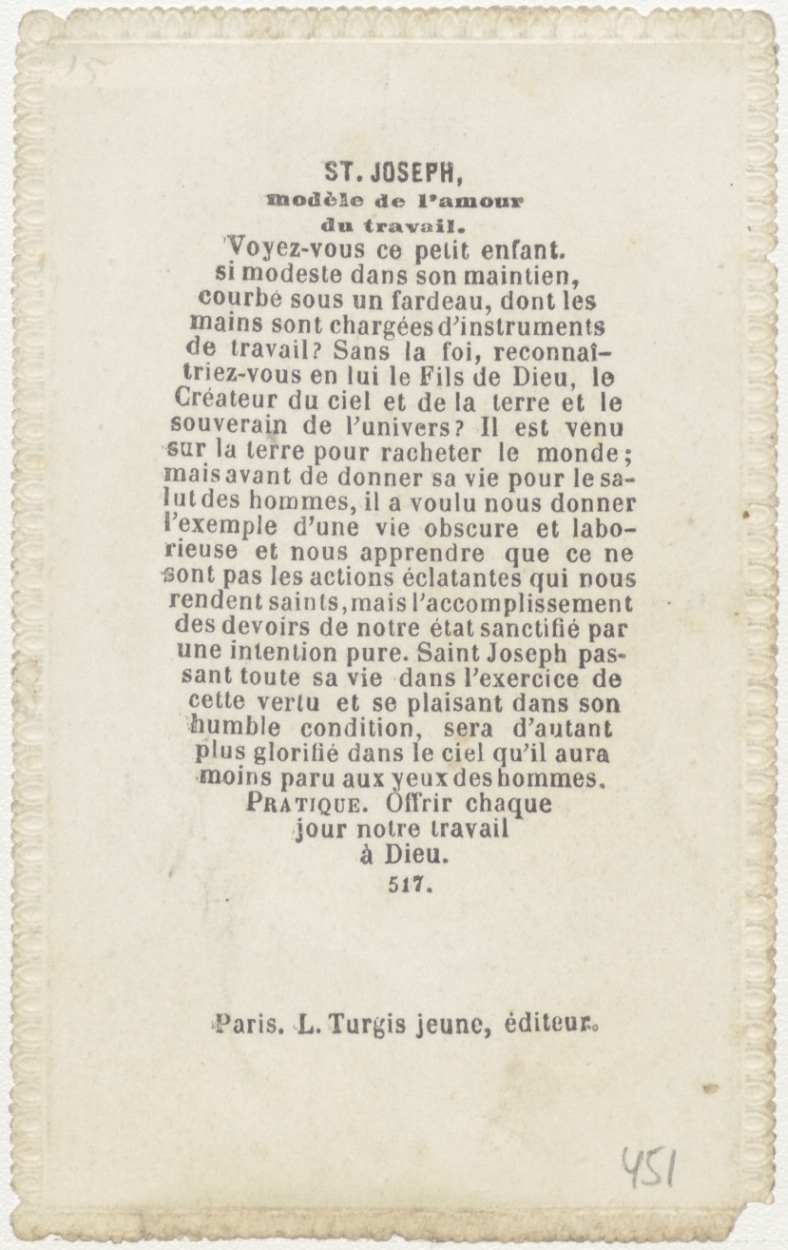 15
ST. JOSEPH,
modèle de l'amour
du travail.
Voyez-vous ce petit enfant.
si modeste dans son maintien,
courbé sous un fardeau, dont les
mains sont chargées d'instruments
de travail? Sans la foi, reconnaî-
triez-vous en lui le Fils de Dieu, le
Créateur du ciel et de la terre et le
souverain de l'univers? Il est venu
sur la terre pour racheter le monde;
mais avant de donner sa vie pour le sa-
lut des hommes, il a voulu nous donner
l'exemple d'une vie obscure et labo-
rieuse et nous apprendre que ce ne
sont pas les actions éclatantes qui nous
rendent saints, mais l'accomplissement
des devoirs de notre état sanctifié par
une intention pure. Saint Joseph pas-
sant toute sa vie dans l'exercice de
cette vertu et se plaisant dans son
humble condition, sera d'autant
plus glorifié dans le ciel qu'il aura
moins paru aux yeux des hommes.
PRATIQUE. Offrir chaque
jour notre travail
à Dieu.
517.
Paris. L. Turgis jeune, éditeur.
451